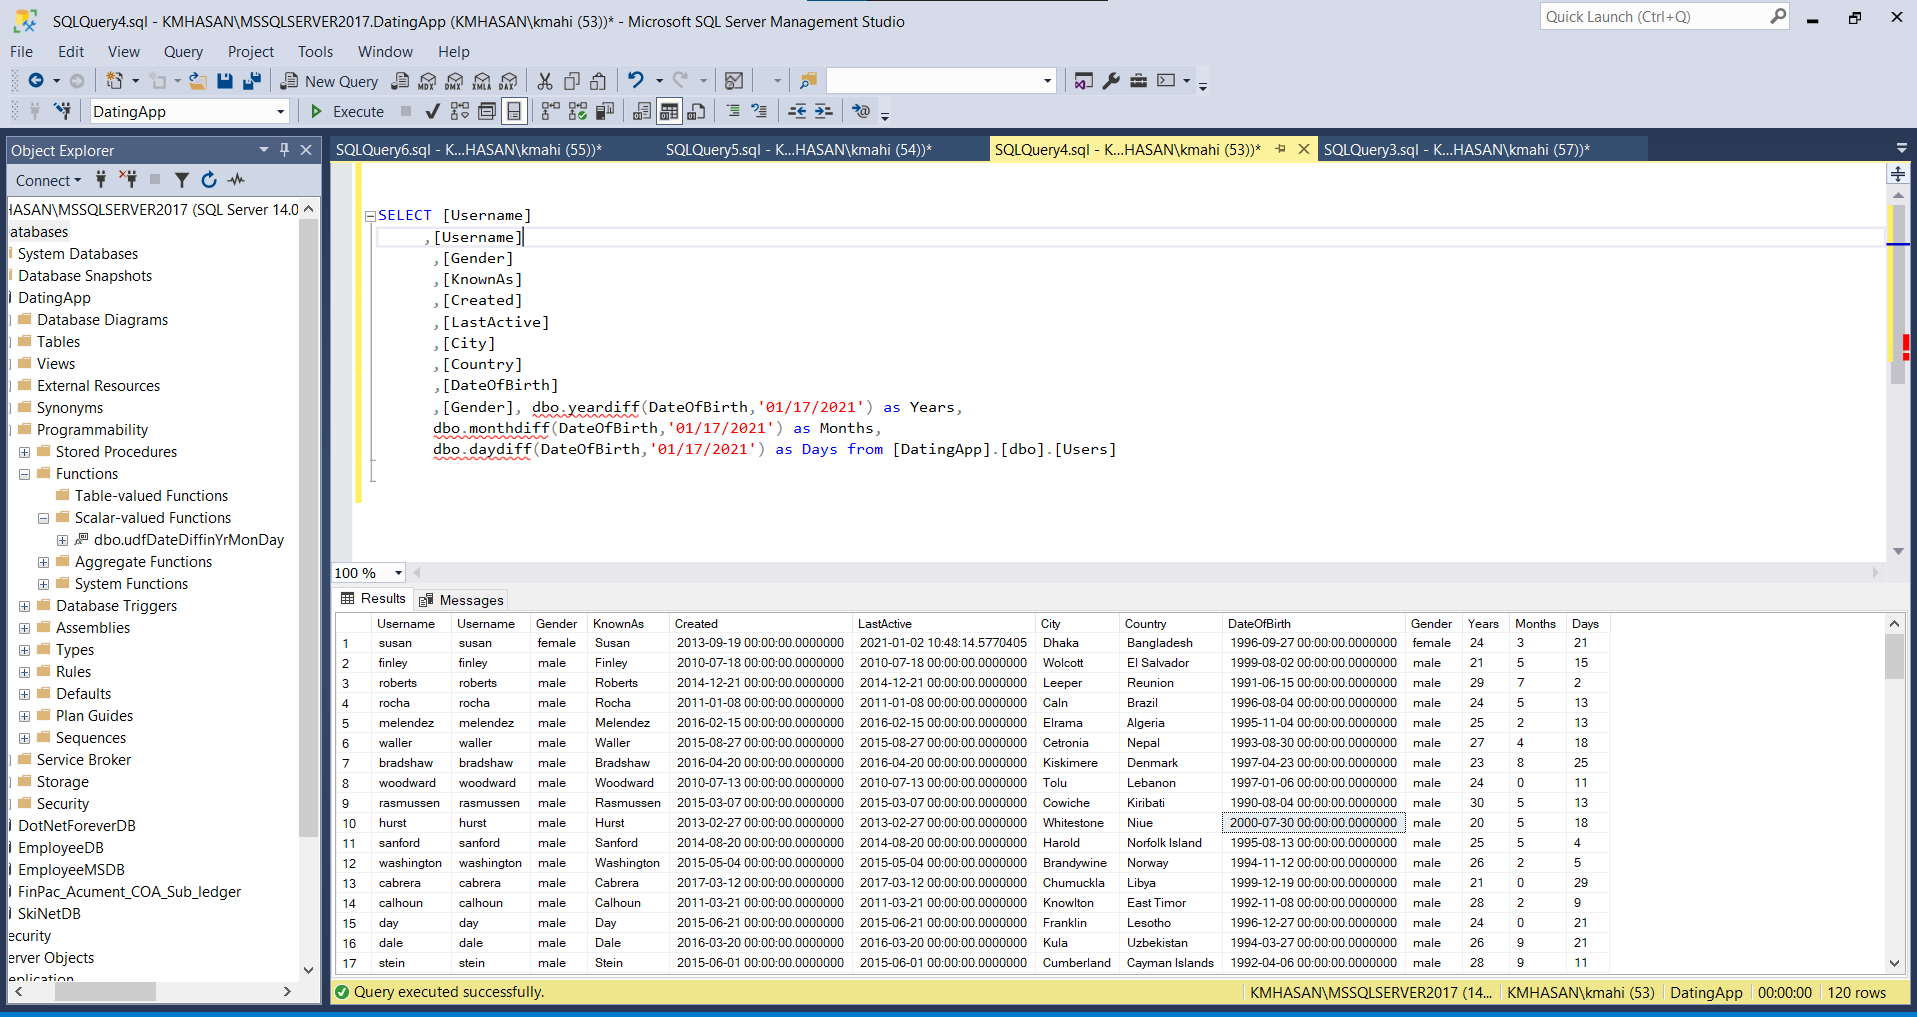 SQLQuery4.sql - KMHASAN\MSSQLSERVER2017.DatingApp (KMHASAN\kmahi (53))* - Microsoft SQL Server Management Studio
Quick Launch (Ctrl+Q)
File Edit View Query Project Tools Window Help
New Query MDX DMX XMLA DAX
DatingApp Execute
Object Explorer
Connect
HASAN\MSSQLSERVER2017 (SQL Server 14.0
atabases
System Databases
Database Snapshots
DatingApp
Database Diagrams
Tables
Views
External Resources
Synonyms
Programmability
Stored Procedures
Functions
Table-valued Functions
Scalar-valued Functions
dbo.udfDateDiffinYrMonDay
Aggregate Functions
System Functions
Database Triggers
Assemblies
Types
Rules
Defaults
Plan Guides
Sequences
Service Broker
Storage
Security
DotNetForeverDB
EmployeeDB
EmployeeMSDB
FinPac_Acument_COA_Sub_ledger
SkiNetDB
ecurity
erver Objects
eplication
SQLQuery6.sql - K...HASAN\kmahi (55))* SQLQuery5.sql - K...HASAN\kmahi (54))* SQLQuery4.sql - K...HASAN\kmahi (53))* SQLQuery3.sql - K...HASAN\kmahi (57))*
SELECT [Username]
,[Username]
,[Gender]
,[KnownAs]
,[Created]
,[LastActive]
,[City]
,[Country]
,[DateOfBirth]
,[Gender], dbo.yeardiff(DateOfBirth,'01/17/2021') as Years,
dbo.monthdiff(DateOfBirth,'01/17/2021') as Months,
dbo.daydiff(DateOfBirth,'01/17/2021') as Days from [DatingApp].[dbo].[Users]
100 %
Results Messages
Username Username Gender KnownAs Created LastActive City Country DateOfBirth Gender Years Months Days
1 susan susan female Susan 2013-09-19 00:00:00.0000000 2021-01-02 10:48:14.5770405 Dhaka Bangladesh 1996-09-27 00:00:00.0000000 female 24 3 21
2 finley finley male Finley 2010-07-18 00:00:00.0000000 2010-07-18 00:00:00.0000000 Wolcott El Salvador 1999-08-02 00:00:00.0000000 male 21 5 15
3 roberts roberts male Roberts 2014-12-21 00:00:00.0000000 2014-12-21 00:00:00.0000000 Leeper Reunion 1991-06-15 00:00:00.0000000 male 29 7 2
4 rocha rocha male Rocha 2011-01-08 00:00:00.0000000 2011-01-08 00:00:00.0000000 Caln Brazil 1996-08-04 00:00:00.0000000 male 24 5 13
5 melendez melendez male Melendez 2016-02-15 00:00:00.0000000 2016-02-15 00:00:00.0000000 Elrama Algeria 1995-11-04 00:00:00.0000000 male 25 2 13
6 waller waller male Waller 2015-08-27 00:00:00.0000000 2015-08-27 00:00:00.0000000 Cetronia Nepal 1993-08-30 00:00:00.0000000 male 27 4 18
7 bradshaw bradshaw male Bradshaw 2016-04-20 00:00:00.0000000 2016-04-20 00:00:00.0000000 Kiskimere Denmark 1997-04-23 00:00:00.0000000 male 23 8 25
8 woodward woodward male Woodward 2010-07-13 00:00:00.0000000 2010-07-13 00:00:00.0000000 Tolu Lebanon 1997-01-06 00:00:00.0000000 male 24 0 11
9 rasmussen rasmussen male Rasmussen 2015-03-07 00:00:00.0000000 2015-03-07 00:00:00.0000000 Cowiche Kiribati 1990-08-04 00:00:00.0000000 male 30 5 13
10 hurst hurst male Hurst 2013-02-27 00:00:00.0000000 2013-02-27 00:00:00.0000000 Whitestone Niue 2000-07-30 00:00:00.0000000 male 20 5 18
11 sanford sanford male Sanford 2014-08-20 00:00:00.0000000 2014-08-20 00:00:00.0000000 Harold Norfolk Island 1995-08-13 00:00:00.0000000 male 25 5 4
12 washington washington male Washington 2015-05-04 00:00:00.0000000 2015-05-04 00:00:00.0000000 Brandywine Norway 1994-11-12 00:00:00.0000000 male 26 2 5
13 cabrera cabrera male Cabrera 2017-03-12 00:00:00.0000000 2017-03-12 00:00:00.0000000 Chumuckla Libya 1999-12-19 00:00:00.0000000 male 21 0 29
14 calhoun calhoun male Calhoun 2011-03-21 00:00:00.0000000 2011-03-21 00:00:00.0000000 Knowlton East Timor 1992-11-08 00:00:00.0000000 male 28 2 9
15 day day male Day 2015-06-21 00:00:00.0000000 2015-06-21 00:00:00.0000000 Franklin Lesotho 1996-12-27 00:00:00.0000000 male 24 0 21
16 dale dale male Dale 2016-03-20 00:00:00.0000000 2016-03-20 00:00:00.0000000 Kula Uzbekistan 1994-03-27 00:00:00.0000000 male 26 9 21
17 stein stein male Stein 2015-06-01 00:00:00.0000000 2015-06-01 00:00:00.0000000 Cumberland Cayman Islands 1992-04-06 00:00:00.0000000 male 28 9 11
Query executed successfully. KMHASAN\MSSQLSERVER2017 (14... KMHASAN\kmahi (53) DatingApp 00:00:00 120 rows